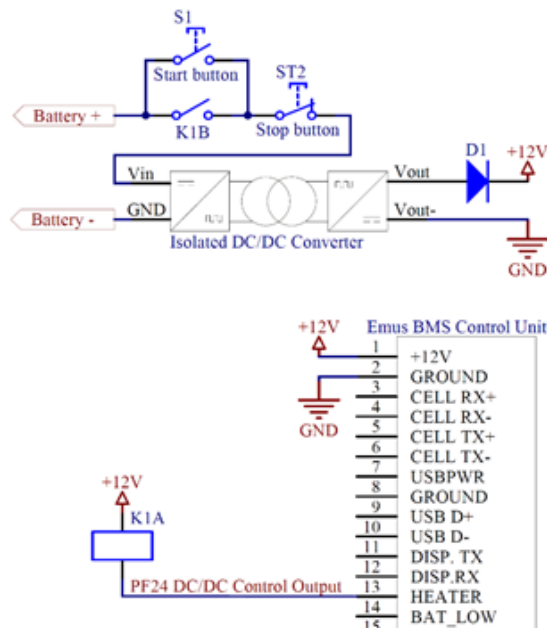 S1
Start button
ST2
Battery +
K1B
Stop button
D1
+12V
Vin
Vout
Battery -
GND
Vout-
Isolated DC/DC Converter
GND
+12V
Emus BMS Control Unit
1 +12V
2 GROUND
3 CELL RX+
GND
4 CELL RX-
5 CELL TX+
6 CELL TX-
7 USBPWR
+12V
8 GROUND
9 USB D+
K1A
10 USB D-
11 DISP. TX
12 DISP.RX
PF24 DC/DC Control Output
13 HEATER
14 BAT_LOW
15